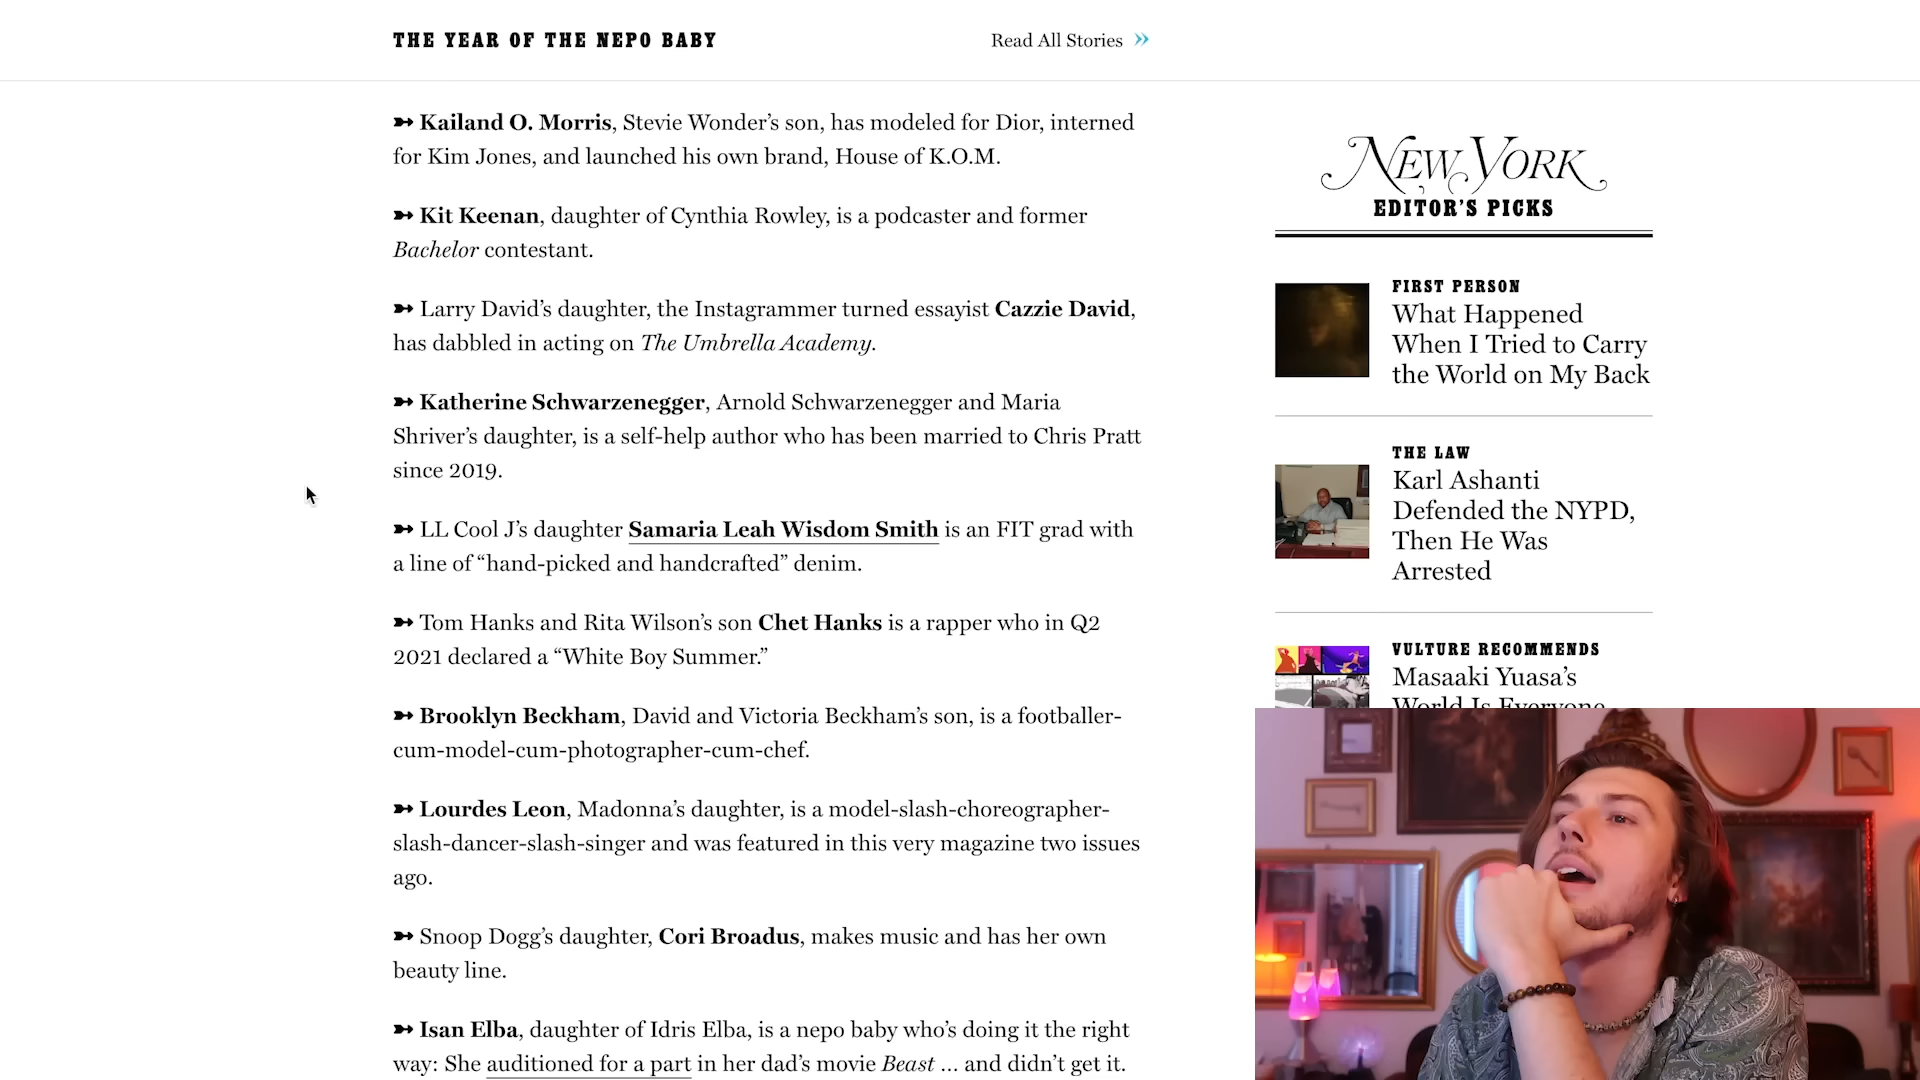 THE YEAR OF THE NEPO BABY
Read All Stories »
➼ Kailand O. Morris, Stevie Wonder’s son, has modeled for Dior, interned
for Kim Jones, and launched his own brand, House of K.O.M.
➼ Kit Keenan, daughter of Cynthia Rowley, is a podcaster and former
Bachelor contestant.
➼ Larry David’s daughter, the Instagrammer turned essayist Cazzie David,
has dabbled in acting on The Umbrella Academy.
➼ Katherine Schwarzenegger, Arnold Schwarzenegger and Maria
Shriver’s daughter, is a self-help author who has been married to Chris Pratt
since 2019.
➼ LL Cool J’s daughter Samaria Leah Wisdom Smith is an FIT grad with
a line of “hand-picked and handcrafted” denim.
➼ Tom Hanks and Rita Wilson’s son Chet Hanks is a rapper who in Q2
2021 declared a “White Boy Summer.”
➼ Brooklyn Beckham, David and Victoria Beckham’s son, is a footballer-
cum-model-cum-photographer-cum-chef.
➼ Lourdes Leon, Madonna’s daughter, is a model-slash-choreographer-
slash-dancer-slash-singer and was featured in this very magazine two issues
ago.
➼ Snoop Dogg’s daughter, Cori Broadus, makes music and has her own
beauty line.
➼ Isan Elba, daughter of Idris Elba, is a nepo baby who’s doing it the right
way: She auditioned for a part in her dad’s movie Beast ... and didn’t get it.
NEW YORK
EDITOR’S PICKS
FIRST PERSON
What Happened
When I Tried to Carry
the World on My Back
THE LAW
Karl Ashanti
Defended the NYPD,
Then He Was
Arrested
VULTURE RECOMMENDS
Masaaki Yuasa’s
World Is Everyone